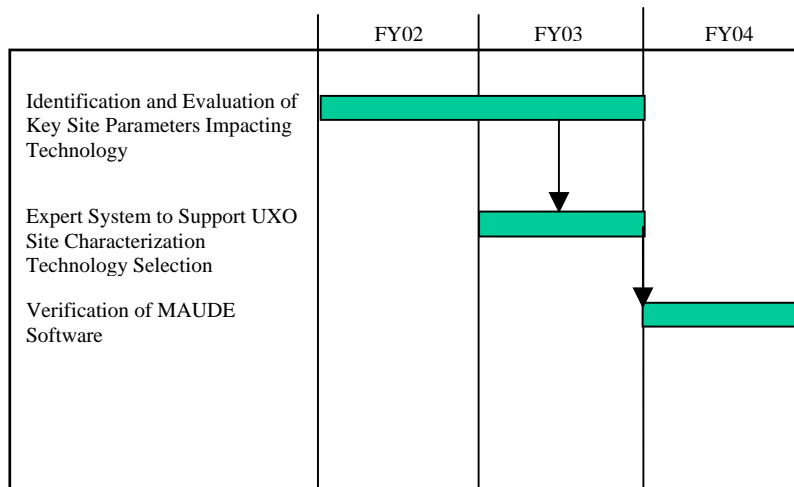 FY02 FY03 FY04
Identification and Evaluation of
Key Site Parameters Impacting
Technology
Expert System to Support UXO
Site Characterization
Technology Selection
Verification of MAUDE
Software